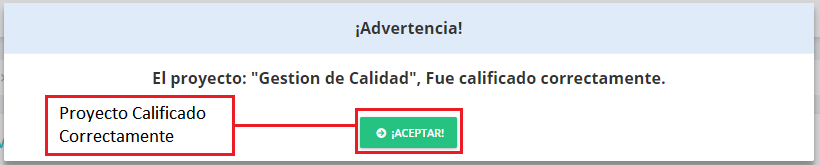 ¡Advertencia!
El proyecto: "Gestion de Calidad", Fue calificado correctamente.
Proyecto Calificado
Correctamente
¡ACEPTAR!